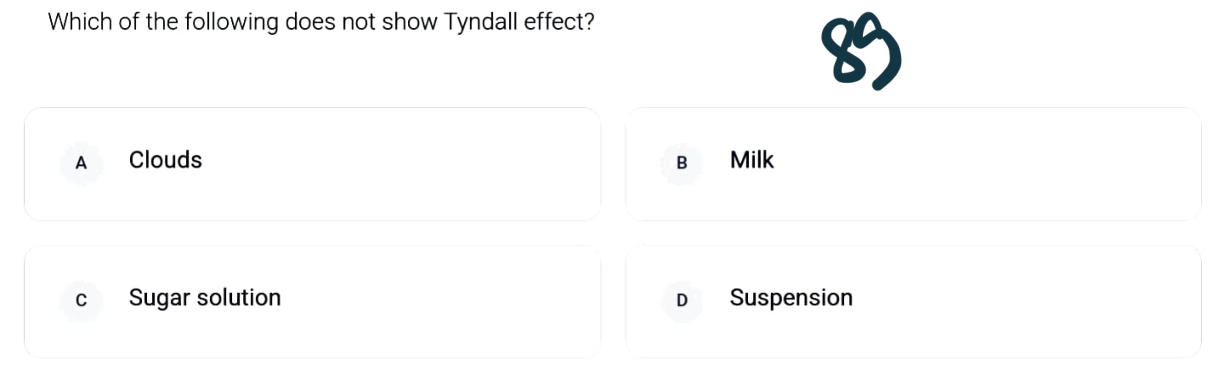 Which of the following does not show Tyndall effect?
89
A Clouds
B Milk
C Sugar solution
D Suspension